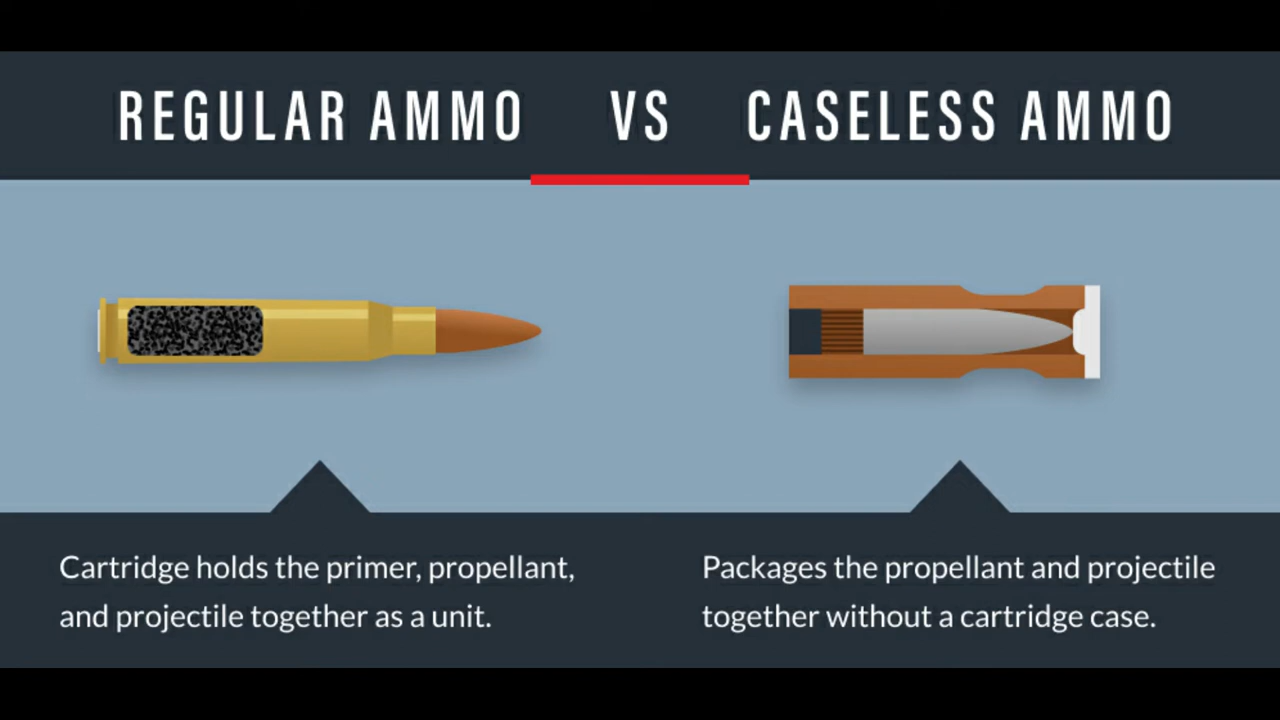 REGULAR AMMO VS CASELESS AMMO
Cartridge holds the primer, propellant,
and projectile together as a unit.
Packages the propellant and projectile
together without a cartridge case.